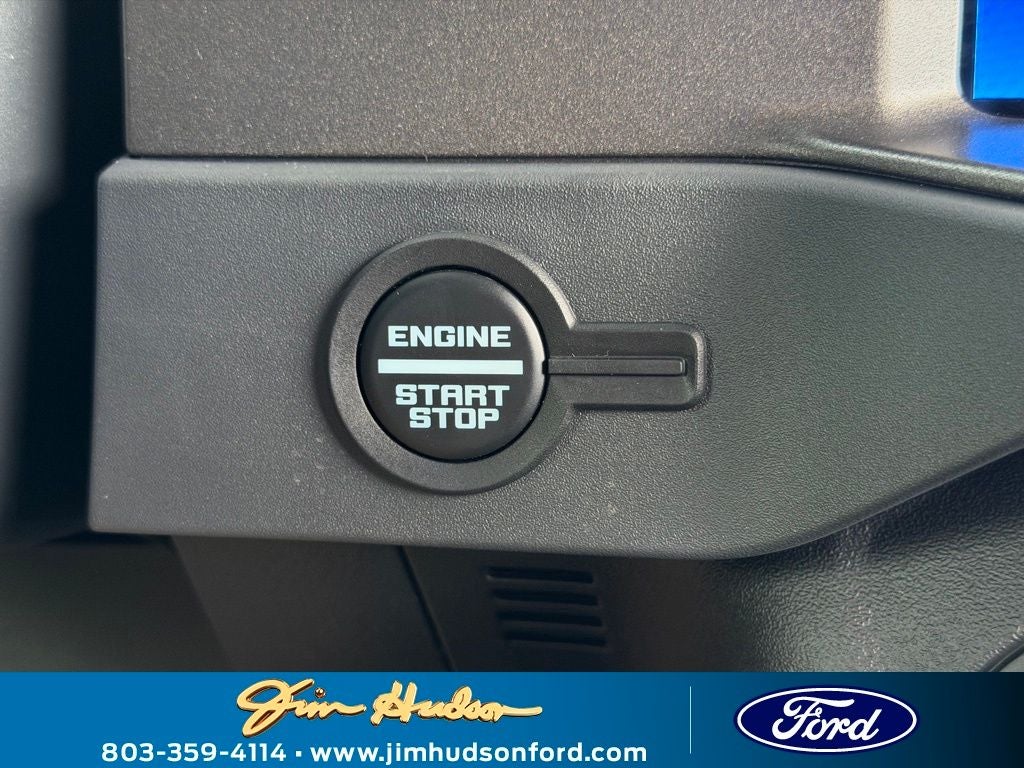 ENGINE
START
STOP
Jim Hudson
Ford
803-359-4114 • www.jimhudsonford.com